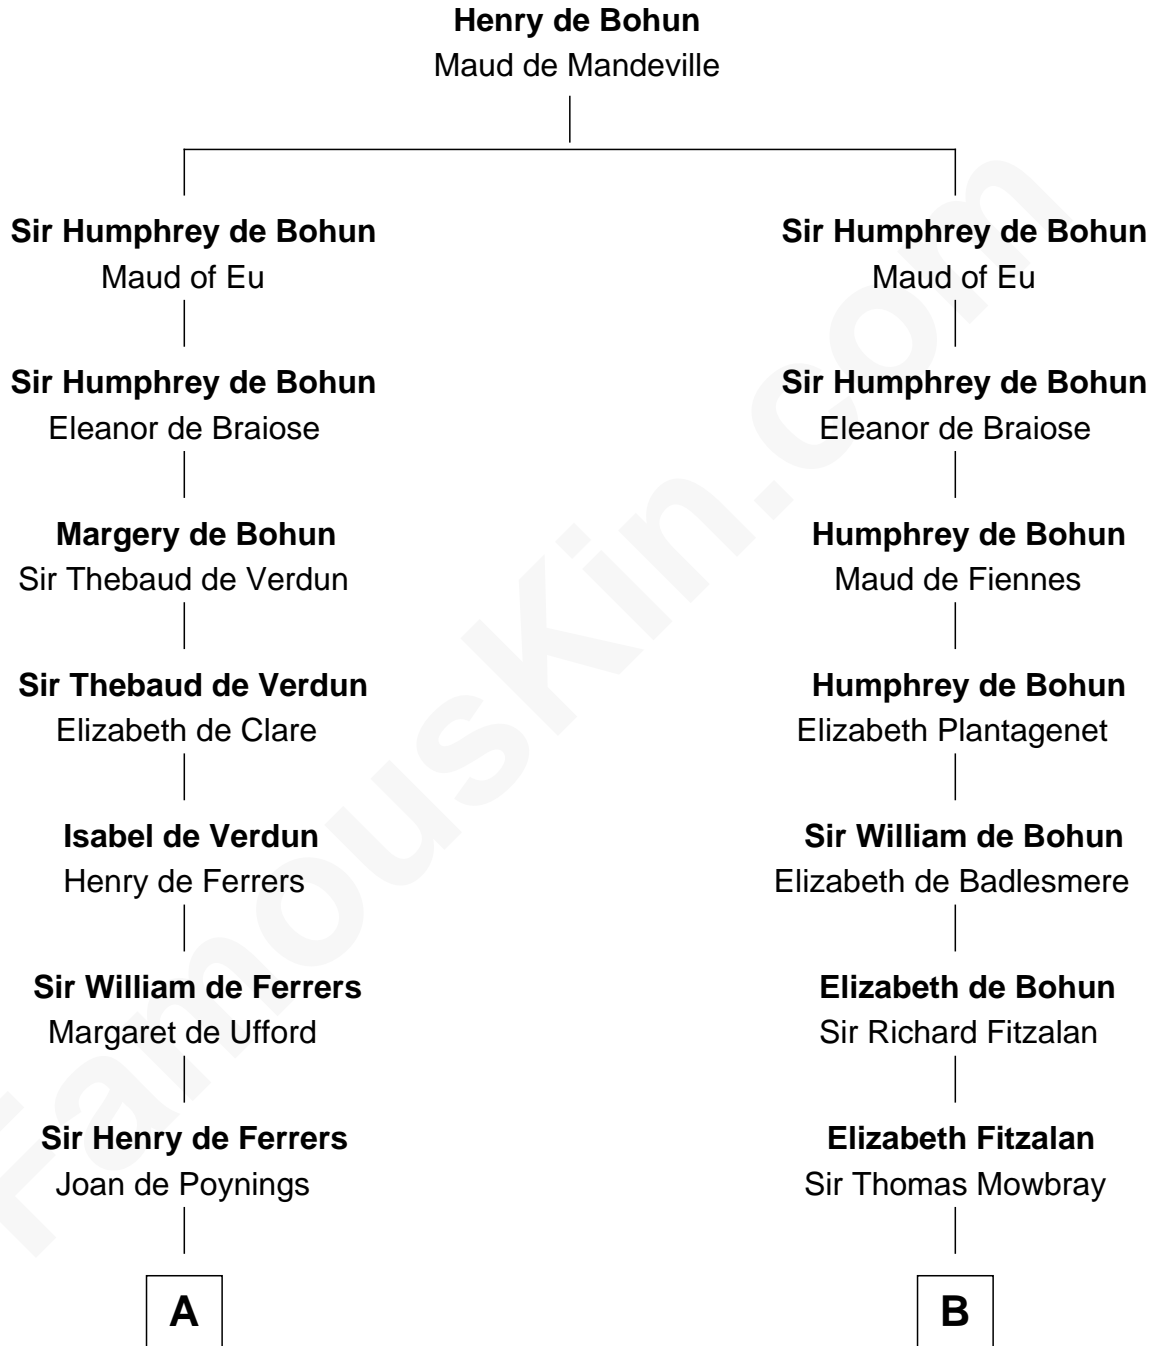 Henry de Bohun
Maud de Mandeville
Sir Humphrey de Bohun
Maud of Eu
Sir Humphrey de Bohun
Eleanor de Braiose
Margery de Bohun
Sir Thebaud de Verdun
Sir Thebaud de Verdun
Elizabeth de Clare
Isabel de Verdun
Henry de Ferrers
Sir William de Ferrers
Margaret de Ufford
Sir Henry de Ferrers
Joan de Poynings
A
Sir Humphrey de Bohun
Maud of Eu
Sir Humphrey de Bohun
Eleanor de Braiose
Humphrey de Bohun
Maud de Fiennes
Humphrey de Bohun
Elizabeth Plantagenet
Sir William de Bohun
Elizabeth de Badlesmere
Elizabeth de Bohun
Sir Richard Fitzalan
Elizabeth Fitzalan
Sir Thomas Mowbray
B
FamousKin.com